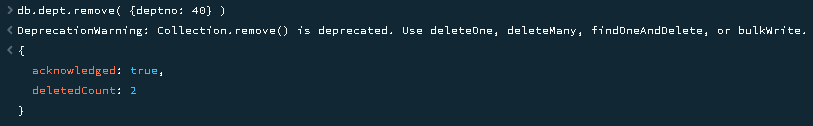 > db.dept.remove( {deptno: 40} )
< DeprecationWarning: Collection.remove() is deprecated. Use deleteOne, deleteMany, findOneAndDelete, or bulkWrite.
< {
acknowledged: true,
deletedCount: 2
}